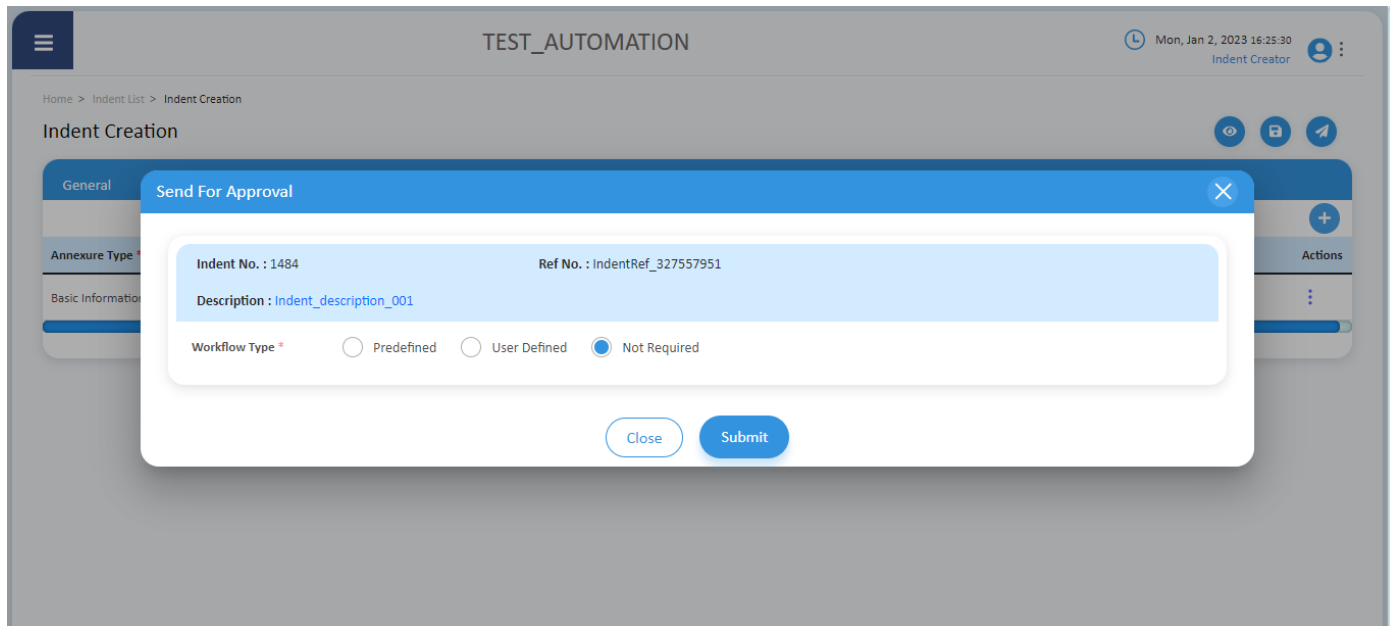 TEST_AUTOMATION
Mon, Jan 2, 2023 16:25:30
Indent Creator
Home > Indent List > Indent Creation
Indent Creation
General
Send For Approval
Annexure Type *
Actions
Indent No. : 1484 Ref No. : IndentRef_327557951
Basic Information
Description : Indent_description_001
Workflow Type * Predefined User Defined Not Required
Close Submit